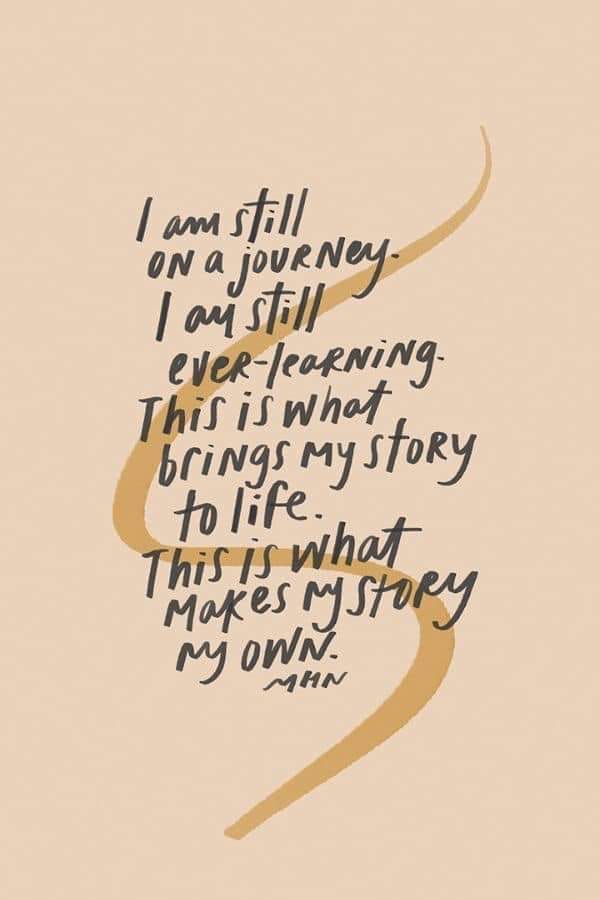 I am still
ON a jOURNey.
I am still
eveR-leaRNiNg.
This is what
briNgs My stoRy
to life.
This is what
Makes My stoRy
My OWN.
MHN